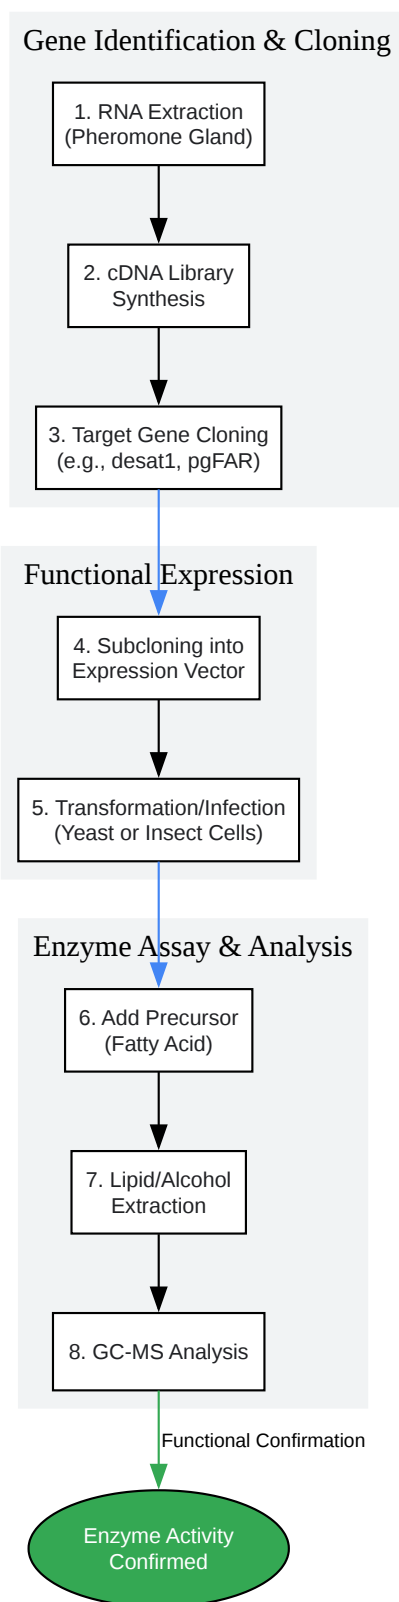 Gene Identification & Cloning
1. RNA Extraction
(Pheromone Gland)
2. cDNA Library
Synthesis
3. Target Gene Cloning
(e.g., desat1, pgFAR)
Functional Expression
4. Subcloning into
Expression Vector
5. Transformation/Infection
(Yeast or Insect Cells)
Enzyme Assay & Analysis
6. Add Precursor
(Fatty Acid)
7. Lipid/Alcohol
Extraction
8. GC-MS Analysis
Functional Confirmation
Enzyme Activity
Confirmed